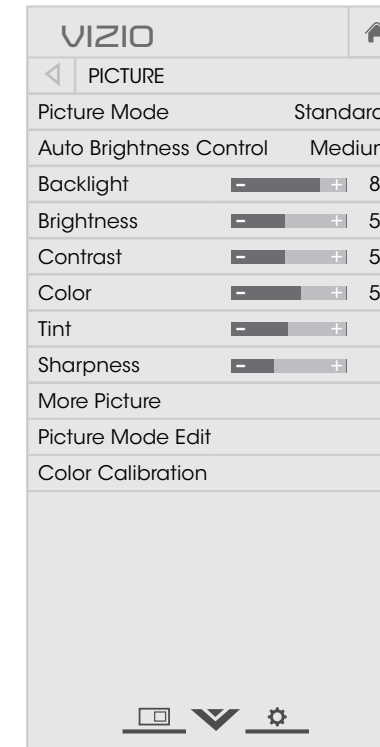 VIZIO
PICTURE
Picture Mode Standard
Auto Brightness Control Medium
Backlight - + 8
Brightness - + 5
Contrast - + 5
Color - + 5
Tint - +
Sharpness - +
More Picture
Picture Mode Edit
Color Calibration